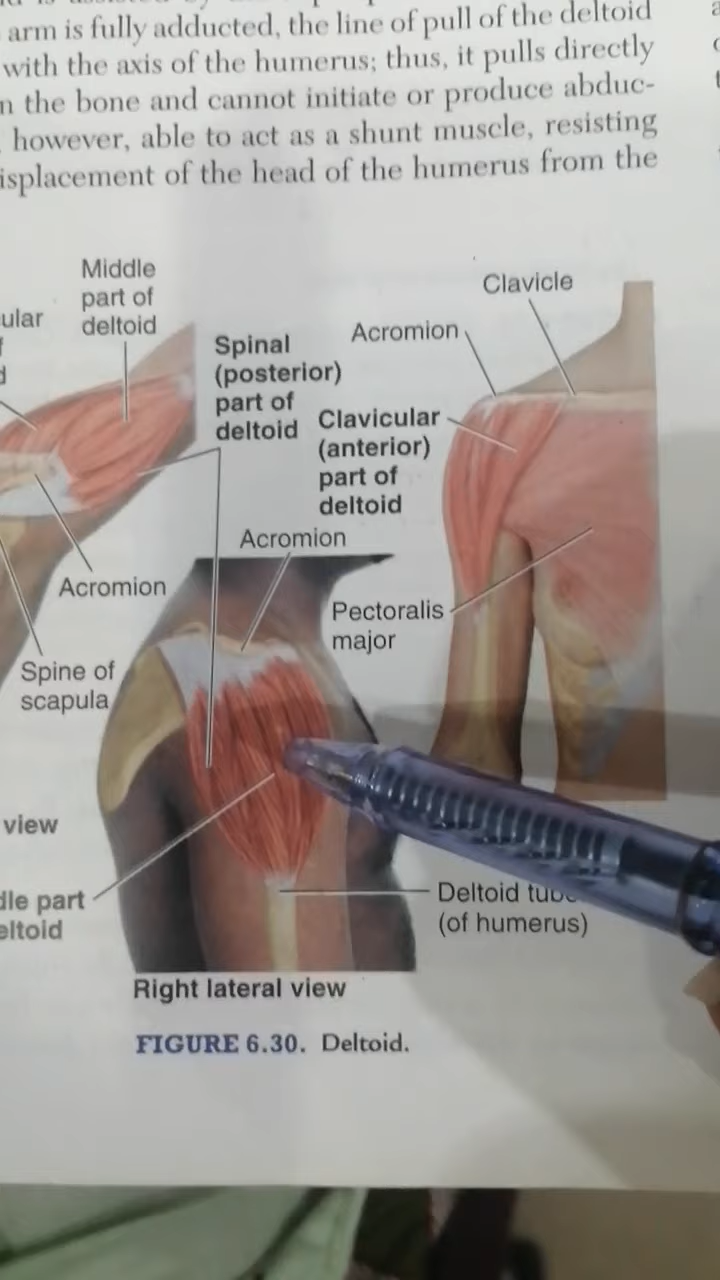 arm is fully adducted, the line of pull of the deltoid
with the axis of the humerus; thus, it pulls directly
the bone and cannot initiate or produce abduc-
however, able to act as a shunt muscle, resisting
of the head of the humerus from the
Middle
part of
deltoid
Spinal
(posterior)
part of
deltoid
Acromion
Clavicle
Clavicular
(anterior)
part of
deltoid
Acromion
Pectoralis
major
Acromion
Spine of
scapula
view
part
Deltoid
(of humerus)
Right lateral view
FIGURE 6.30. Deltoid.